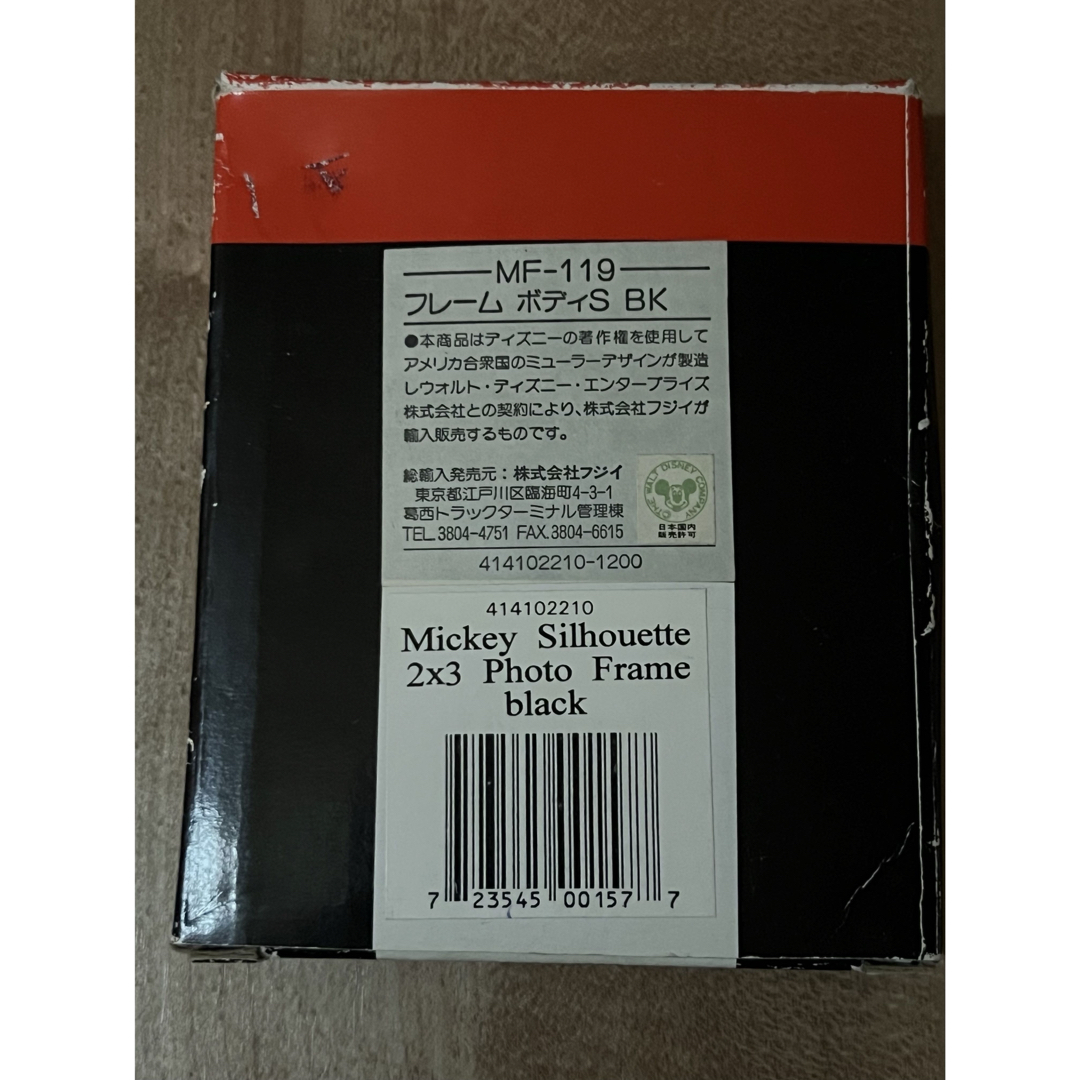 MF-119
フレーム ボディS BK
●本商品はディズニーの著作権を使用して
アメリカ合衆国のミューラーデザインが製造
しウォルト・ディズニー・エンタープライズ
株式会社との契約により、株式会社フジイが
輸入販売するものです。
総輸入発売元：株式会社フジイ
東京都江戸川区臨海町4-3-1
葛西トラックターミナル管理棟
TEL.3804-4751 FAX.3804-6615
©THE WALT DISNEY COMPANY
日本国内
販売許可
414102210-1200
414102210
Mickey Silhouette
2x3 Photo Frame
black
7 23545 00157 7